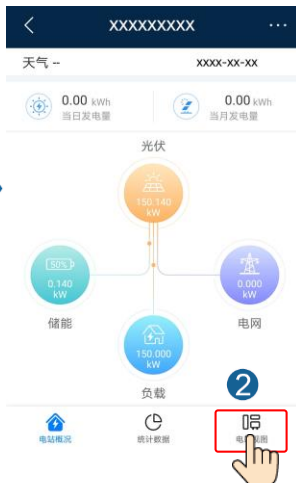 XXXXXXXXX
天气 --
XXXX-XX-XX
0.00 kWh
当日发电量
0.00 kWh
当月发电量
光伏
150.140
kW
50%
0.140
kW
储能
0.000
kW
电网
150.000
kW
负载
2
电站概况
统计数据